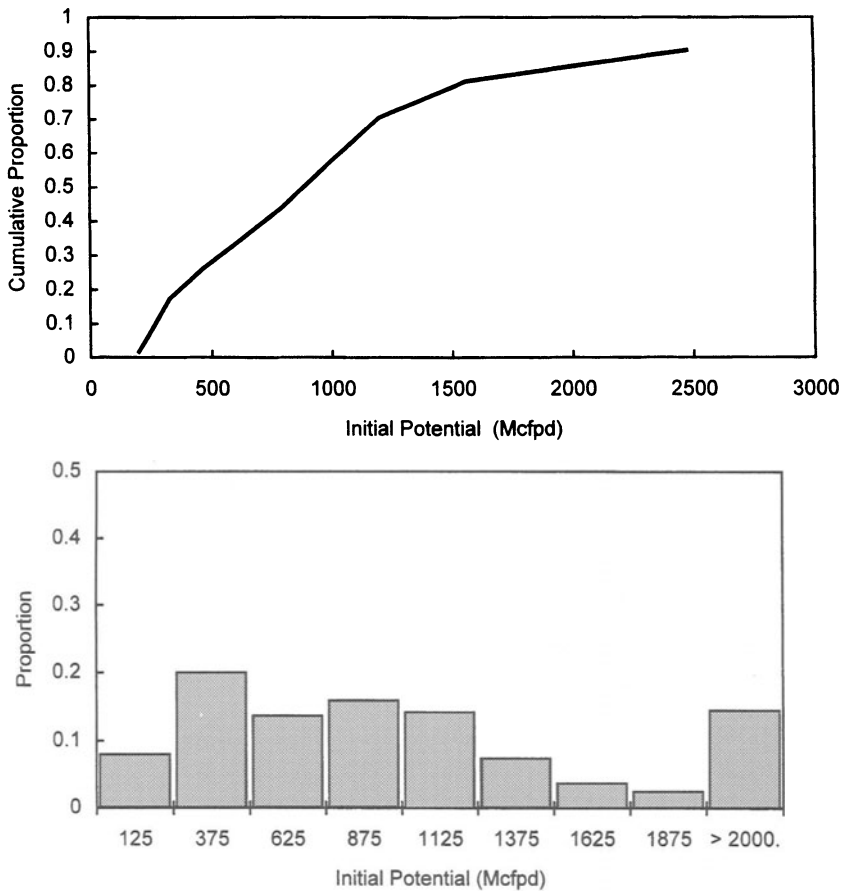 Cumulative Proportion
1
0.9
0.8
0.7
0.6
0.5
0.4
0.3
0.2
0.1
0
0 500 1000 1500 2000 2500 3000
Initial Potential (Mcfpd)
Proportion
0.5
0.4
0.3
0.2
0.1
0
125 375 625 875 1125 1375 1625 1875 > 2000.
Initial Potential (Mcfpd)